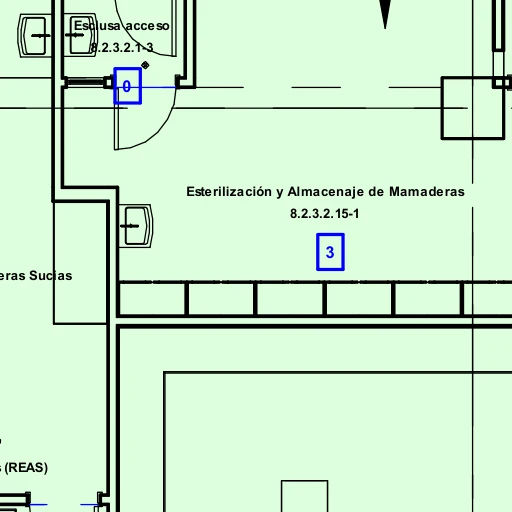 Esclusa acceso
8.2.3.2.1-3
0
Esterilización y Almacenaje de Mamaderas
8.2.3.2.15-1
3
eras Sucias
(REAS)